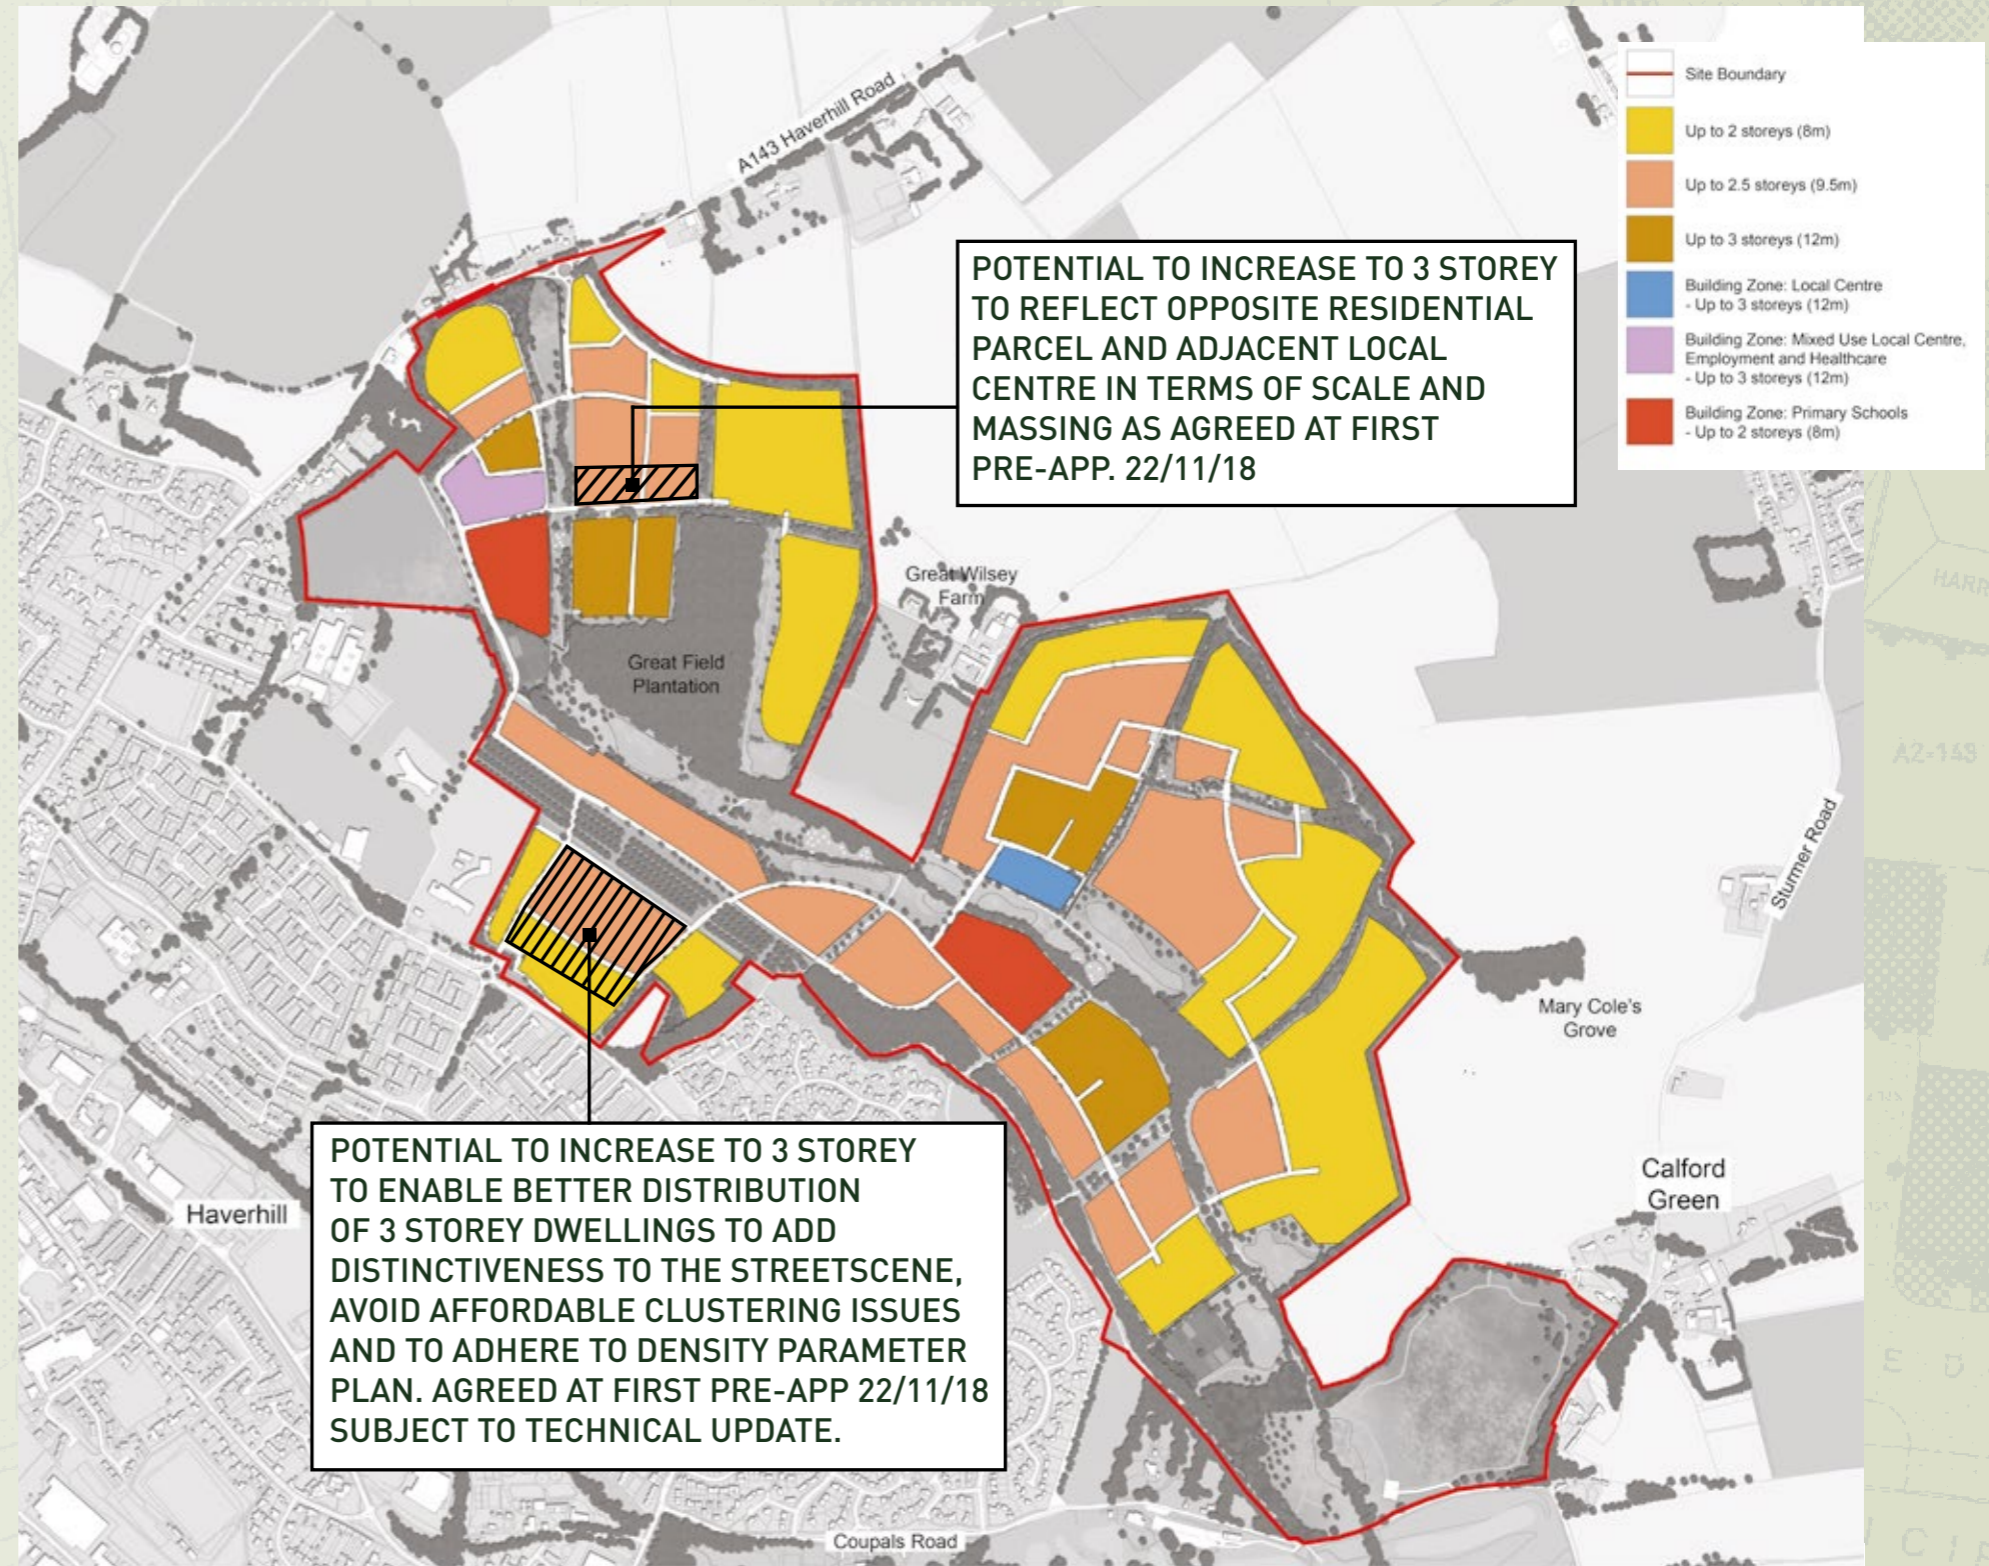 A143 Haverhill Road
Site Boundary
Up to 2 storeys (8m)
Up to 2.5 storeys (9.5m)
Up to 3 storeys (12m)
Building Zone: Local Centre
- Up to 3 storeys (12m)
Building Zone: Mixed Use Local Centre,
Employment and Healthcare
- Up to 3 storeys (12m)
Building Zone: Primary Schools
- Up to 2 storeys (8m)
POTENTIAL TO INCREASE TO 3 STOREY
TO REFLECT OPPOSITE RESIDENTIAL
PARCEL AND ADJACENT LOCAL
CENTRE IN TERMS OF SCALE AND
MASSING AS AGREED AT FIRST
PRE-APP. 22/11/18
Great Wilsey
Farm
Great Field
Plantation
Sturmer Road
Mary Cole's
Grove
Calford
Green
Haverhill
POTENTIAL TO INCREASE TO 3 STOREY
TO ENABLE BETTER DISTRIBUTION
OF 3 STOREY DWELLINGS TO ADD
DISTINCTIVENESS TO THE STREETSCENE,
AVOID AFFORDABLE CLUSTERING ISSUES
AND TO ADHERE TO DENSITY PARAMETER
PLAN. AGREED AT FIRST PRE-APP 22/11/18
SUBJECT TO TECHNICAL UPDATE.
Coupals Road